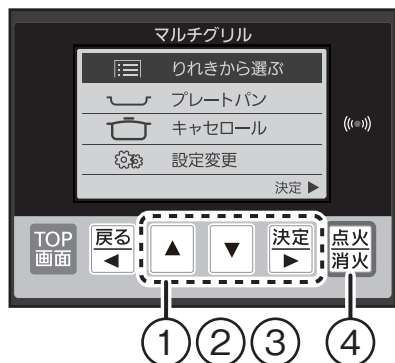 マルチグリル
りれきから選ぶ
プレートパン
キャセロール
設定変更
決定 ▶
TOP
画面
戻る
◀
▲
▼
決定
▶
点火
消火
① ② ③ ④